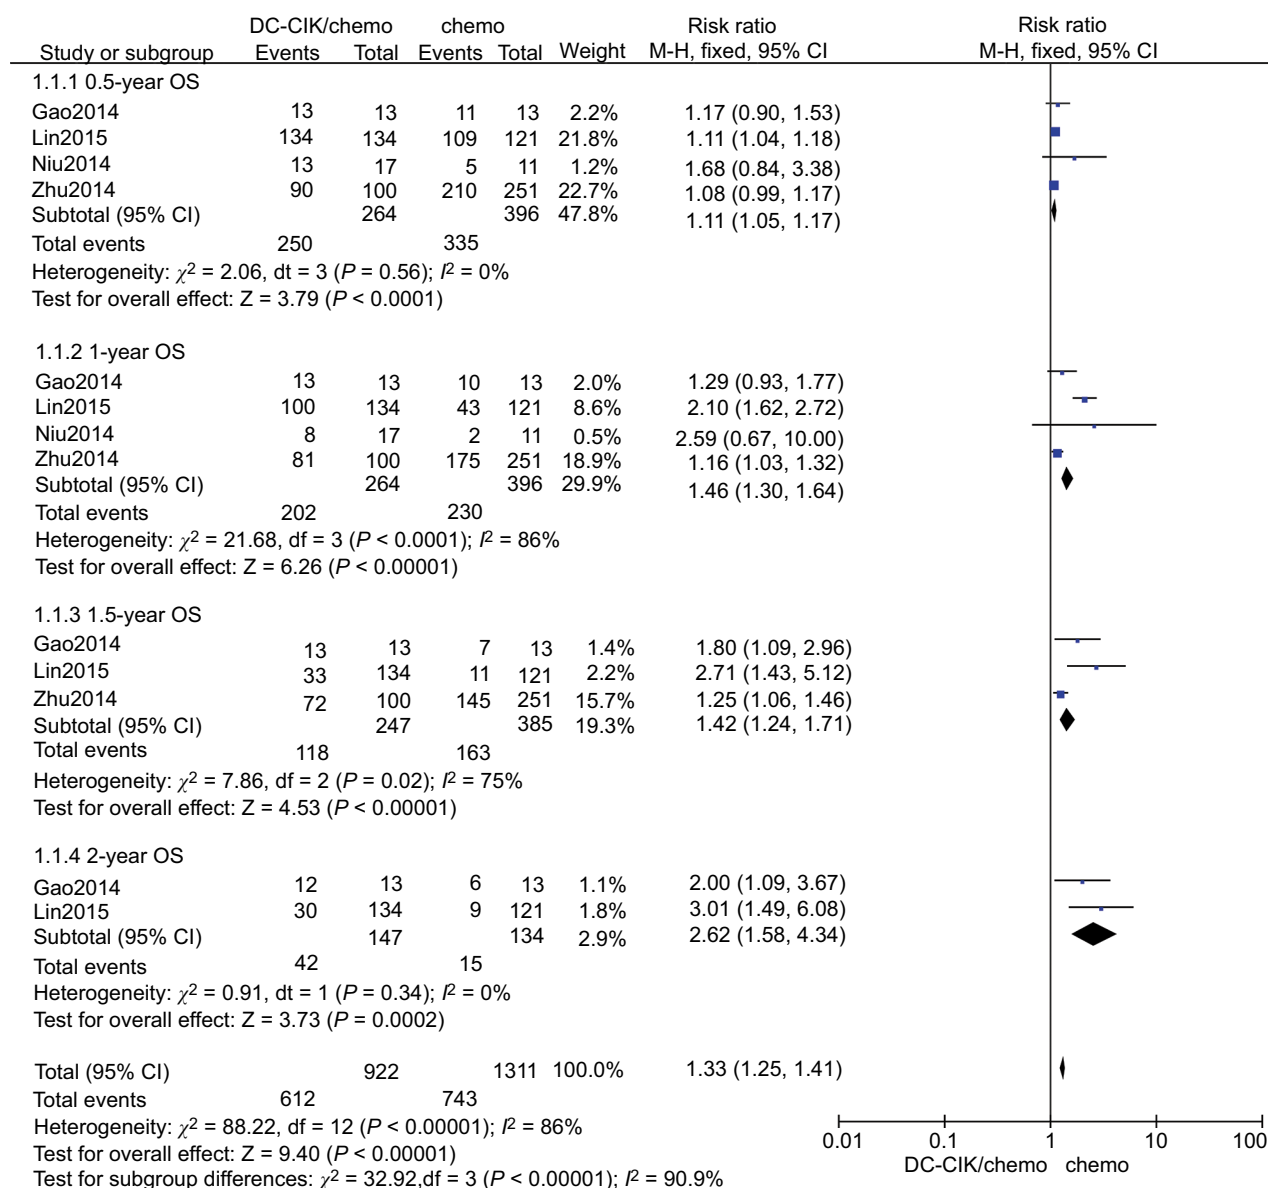 DC-CIK/chemo chemo Risk ratio Risk ratio
Study or subgroup Events Total Events Total Weight M-H, fixed, 95% CI M-H, fixed, 95% CI
1.1.1 0.5-year OS
Gao2014 13 13 11 13 2.2% 1.17 (0.90, 1.53)
Lin2015 134 134 109 121 21.8% 1.11 (1.04, 1.18)
Niu2014 13 17 5 11 1.2% 1.68 (0.84, 3.38)
Zhu2014 90 100 210 251 22.7% 1.08 (0.99, 1.17)
Subtotal (95% CI) 264 396 47.8% 1.11 (1.05, 1.17)
Total events 250 335
Heterogeneity: χ2 = 2.06, dt = 3 (P = 0.56); I2 = 0%
Test for overall effect: Z = 3.79 (P < 0.0001)
1.1.2 1-year OS
Gao2014 13 13 10 13 2.0% 1.29 (0.93, 1.77)
Lin2015 100 134 43 121 8.6% 2.10 (1.62, 2.72)
Niu2014 8 17 2 11 0.5% 2.59 (0.67, 10.00)
Zhu2014 81 100 175 251 18.9% 1.16 (1.03, 1.32)
Subtotal (95% CI) 264 396 29.9% 1.46 (1.30, 1.64)
Total events 202 230
Heterogeneity: χ2 = 21.68, df = 3 (P < 0.0001); I2 = 86%
Test for overall effect: Z = 6.26 (P < 0.00001)
1.1.3 1.5-year OS
Gao2014 13 13 7 13 1.4% 1.80 (1.09, 2.96)
Lin2015 33 134 11 121 2.2% 2.71 (1.43, 5.12)
Zhu2014 72 100 145 251 15.7% 1.25 (1.06, 1.46)
Subtotal (95% CI) 247 385 19.3% 1.42 (1.24, 1.71)
Total events 118 163
Heterogeneity: χ2 = 7.86, df = 2 (P = 0.02); I2 = 75%
Test for overall effect: Z = 4.53 (P < 0.00001)
1.1.4 2-year OS
Gao2014 12 13 6 13 1.1% 2.00 (1.09, 3.67)
Lin2015 30 134 9 121 1.8% 3.01 (1.49, 6.08)
Subtotal (95% CI) 147 134 2.9% 2.62 (1.58, 4.34)
Total events 42 15
Heterogeneity: χ2 = 0.91, dt = 1 (P = 0.34); I2 = 0%
Test for overall effect: Z = 3.73 (P = 0.0002)
Total (95% CI) 922 1311 100.0% 1.33 (1.25, 1.41)
Total events 612 743
Heterogeneity: χ2 = 88.22, df = 12 (P < 0.00001); I2 = 86%
Test for overall effect: Z = 9.40 (P < 0.00001)
Test for subgroup differences: χ2 = 32.92,df = 3 (P < 0.00001); I2 = 90.9%
0.01 0.1 1 10 100
DC-CIK/chemo chemo